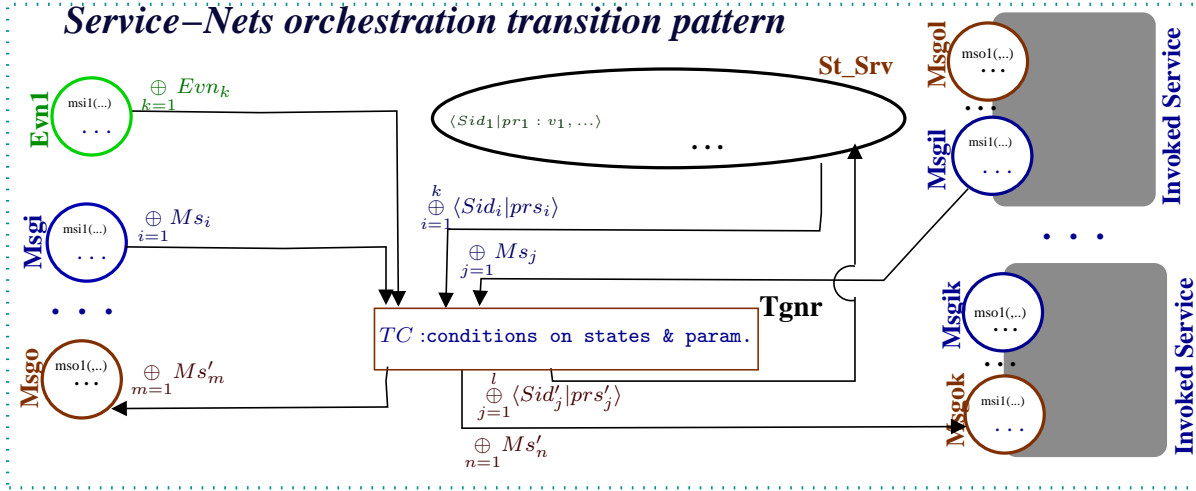 Service−Nets orchestration transition pattern
Evn1
msi1(...)
...
⊕ Evn_k
k=1
St_Srv
⟨Sid_1|pr_1 : v_1, ...⟩
...
Msgol
mso1(,..)
...
...
Msgil
msi1(...)
...
Invoked Service
Msgi
msi1(...)
...
⊕ Ms_i
i=1
k
⊕ ⟨Sid_i|prs_i⟩
i=1
⊕ Ms_j
j=1
...
...
Tgnr
TC :conditions on states & param.
Msgo
mso1(,..)
...
⊕ Ms′_m
m=1
l
⊕ ⟨Sid′_j|prs′_j⟩
j=1
⊕ Ms′_n
n=1
Msgik
mso1(,..)
...
...
Msgok
msi1(...)
...
Invoked Service